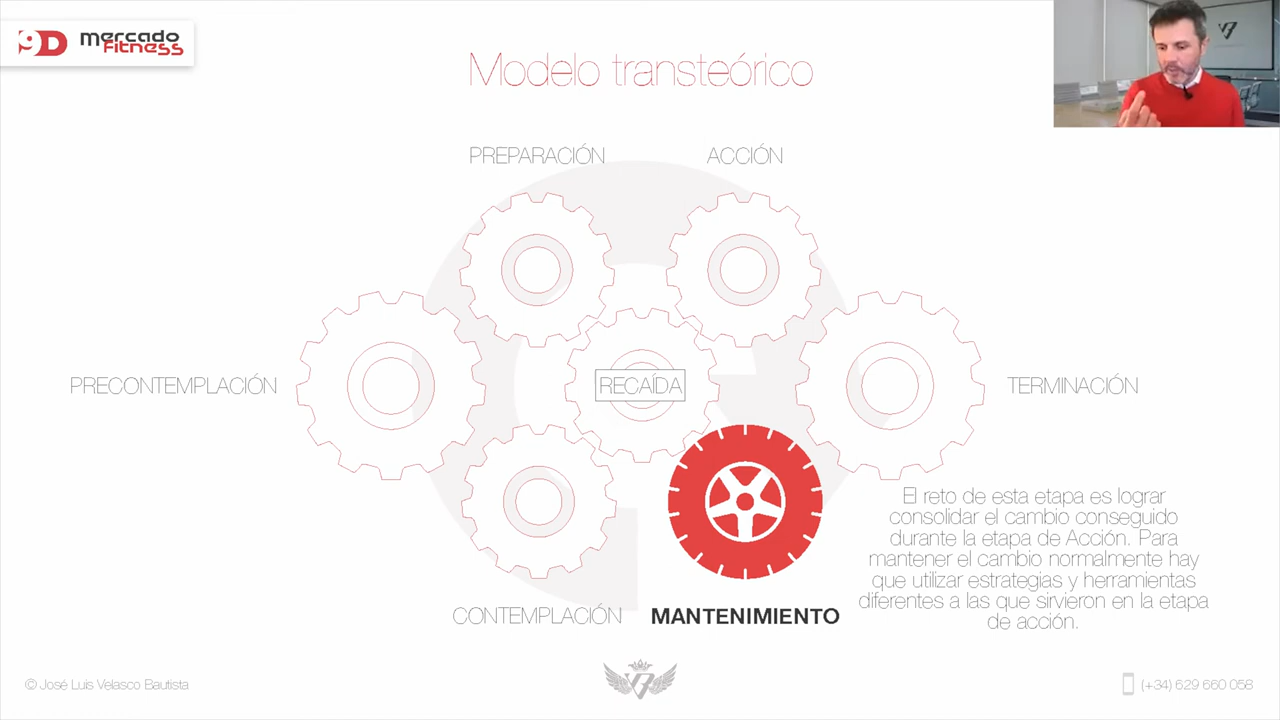 9D mercado
FITNESS
Modelo transteórico
PREPARACIÓN
ACCIÓN
PRECONTEMPLACIÓN
RECAÍDA
TERMINACIÓN
El reto de esta etapa es lograr
consolidar el cambio conseguido
durante la etapa de Acción. Para
mantener el cambio normalmente hay
que utilizar estrategias y herramientas
diferentes a las que sirvieron en la etapa
de acción.
CONTEMPLACIÓN
MANTENIMIENTO
© José Luis Velasco Bautista
(+34) 629 660 058